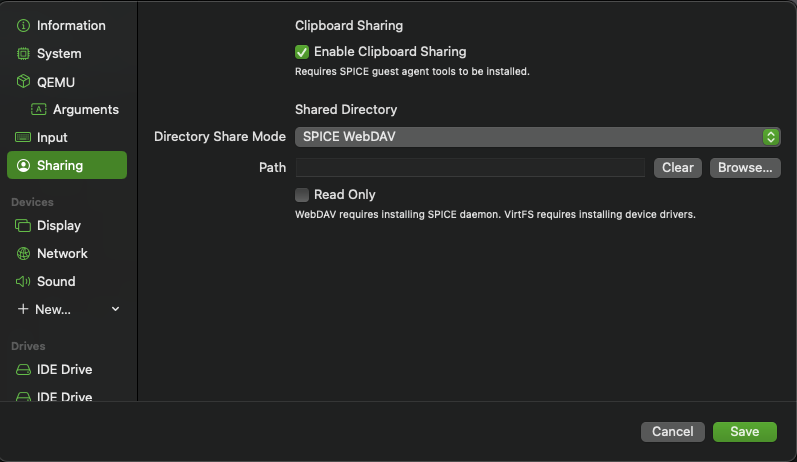 Information
System
QEMU
A Arguments
Input
Sharing
Devices
Display
Network
Sound
+ New...
Drives
IDE Drive
IDE Drive
Clipboard Sharing
Enable Clipboard Sharing
Requires SPICE guest agent tools to be installed.
Shared Directory
Directory Share Mode SPICE WebDAV
Path Clear Browse...
Read Only
WebDAV requires installing SPICE daemon. VirtFS requires installing device drivers.
Cancel Save